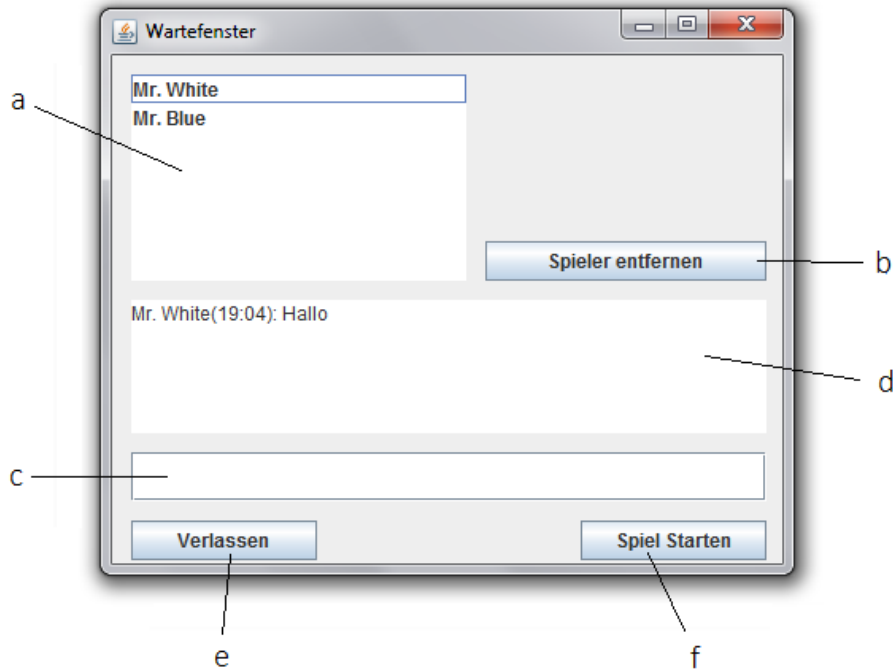 Wartefenster
a
Mr. White
Mr. Blue
Spieler entfernen
b
Mr. White(19:04): Hallo
d
c
Verlassen
Spiel Starten
e
f